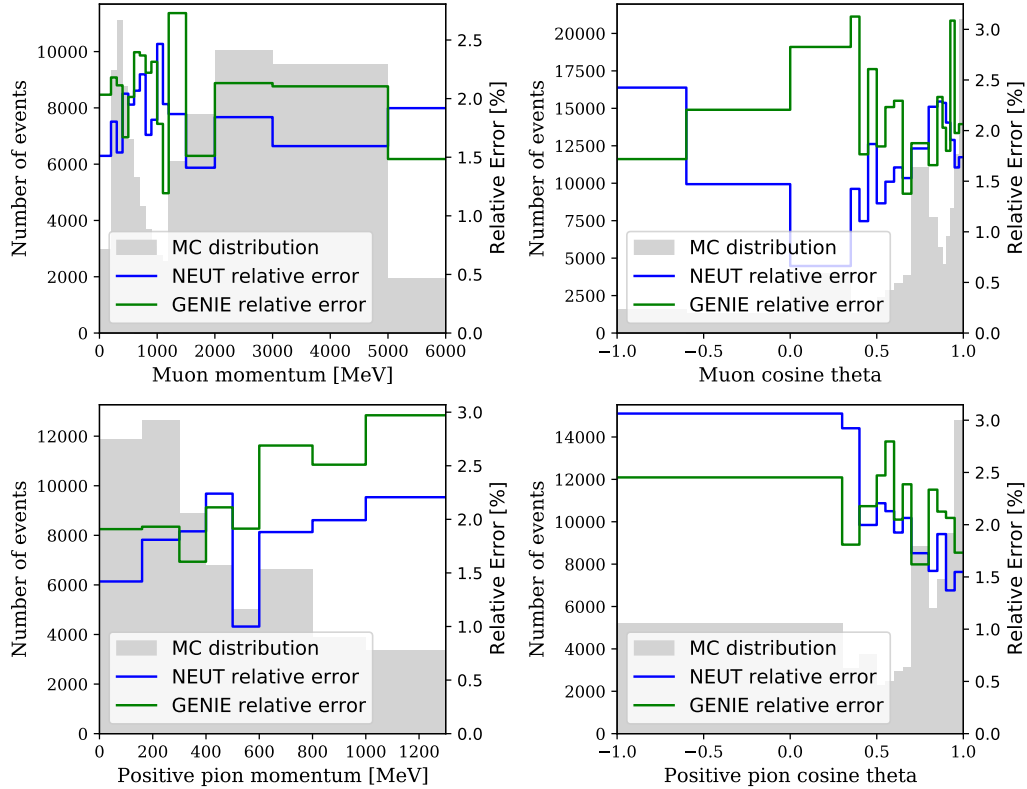 Number of events
10000
8000
6000
4000
2000
0
2.5
2.0
1.5
1.0
0.5
0.0
Relative Error [%]
MC distribution
NEUT relative error
GENIE relative error
0 1000 2000 3000 4000 5000 6000
Muon momentum [MeV]
Number of events
20000
17500
15000
12500
10000
7500
5000
2500
0
3.0
2.5
2.0
1.5
1.0
0.5
0.0
Relative Error [%]
MC distribution
NEUT relative error
GENIE relative error
−1.0 −0.5 0.0 0.5 1.0
Muon cosine theta
Number of events
12000
10000
8000
6000
4000
2000
0
3.0
2.5
2.0
1.5
1.0
0.5
0.0
Relative Error [%]
MC distribution
NEUT relative error
GENIE relative error
0 200 400 600 800 1000 1200
Positive pion momentum [MeV]
Number of events
14000
12000
10000
8000
6000
4000
2000
0
3.0
2.5
2.0
1.5
1.0
0.5
0.0
Relative Error [%]
MC distribution
NEUT relative error
GENIE relative error
−1.0 −0.5 0.0 0.5 1.0
Positive pion cosine theta